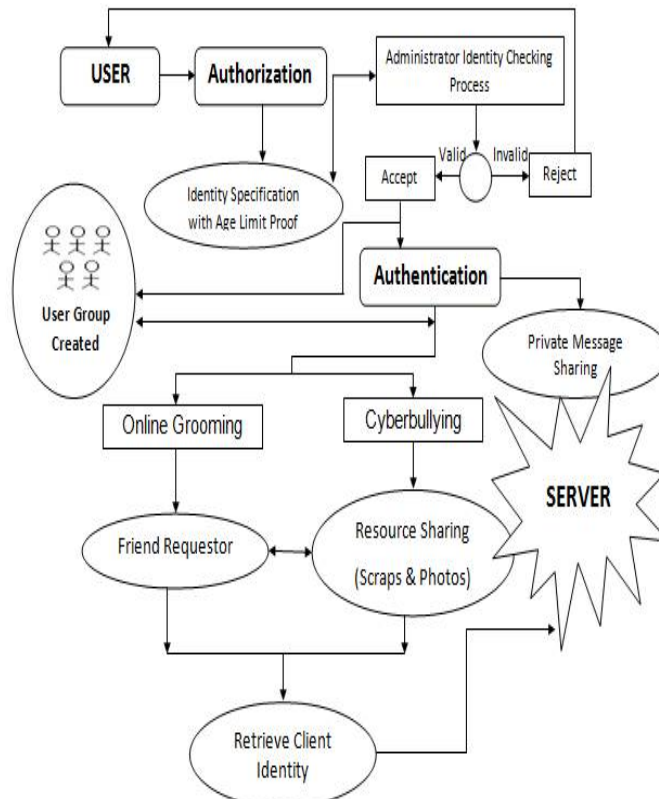 USER
Authorization
Administrator Identity Checking
Process
Valid
Invalid
Accept
Reject
Identity Specification
with Age Limit Proof
User Group
Created
Authentication
Private Message
Sharing
Online Grooming
Cyberbullying
SERVER
Friend Requestor
Resource Sharing
(Scraps & Photos)
Retrieve Client
Identity